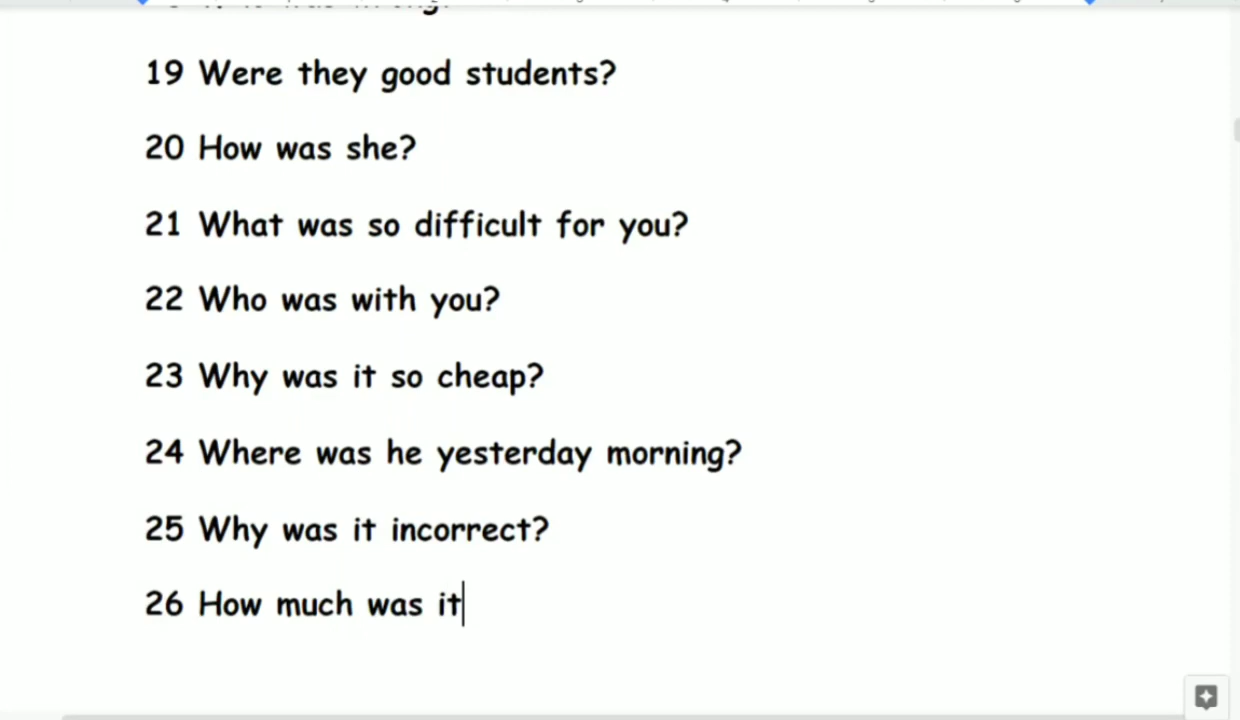 19 Were they good students?
20 How was she?
21 What was so difficult for you?
22 Who was with you?
23 Why was it so cheap?
24 Where was he yesterday morning?
25 Why was it incorrect?
26 How much was it